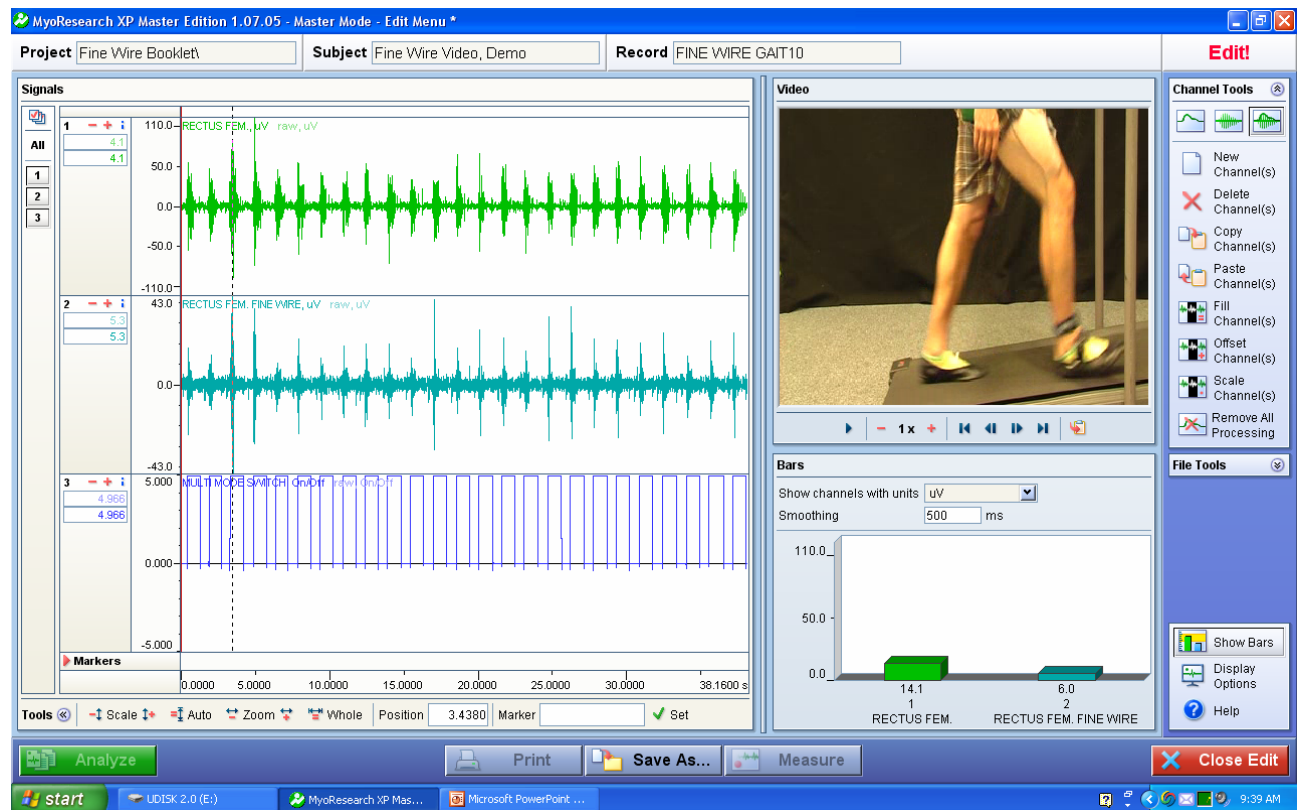 MyoResearch XP Master Edition 1.07.05 - Master Mode - Edit Menu *
Project Fine Wire Booklet\ Subject Fine Wire Video, Demo Record FINE WIRE GAIT10 Edit!
Signals
All
1
2
3
1 - + i
4.1
4.1
110.0
50.0
0.0
-50.0
-110.0
RECTUS FEM., uV raw, uV
2 - + i
5.3
5.3
43.0
0.0
-43.0
RECTUS FEM. FINE WIRE, uV raw, uV
3 - + i
4.966
4.966
5.000
0.000
-5.000
MULTI MODE SWITCH On/Off raw On/Off
Markers
0.0000 5.0000 10.0000 15.0000 20.0000 25.0000 30.0000 38.1600 s
Tools Scale Auto Zoom Whole Position 3.4380 Marker Set
Video
- 1x +
Bars
Show channels with units uV
Smoothing 500 ms
110.0
50.0
0.0
14.1 6.0
1 2
RECTUS FEM. RECTUS FEM. FINE WIRE
Channel Tools
New
Channel(s)
Delete
Channel(s)
Copy
Channel(s)
Paste
Channel(s)
Fill
Channel(s)
Offset
Channel(s)
Scale
Channel(s)
Remove All
Processing
File Tools
Show Bars
Display
Options
Help
Analyze Print Save As... Measure Close Edit
start UDISK 2.0 (E:) MyoResearch XP Mas... Microsoft PowerPoint ... 9:39 AM